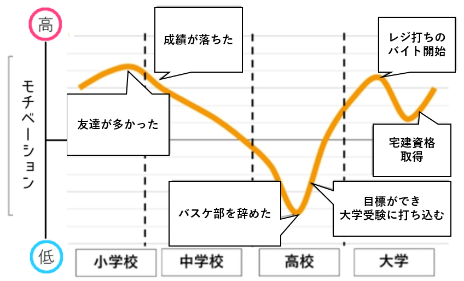 高
成績が落ちた
レジ打ちの
バイト開始
モチベーション
友達が多かった
宅建資格
取得
バスケ部を辞めた
目標ができ
大学受験に打ち込む
低
小学校
中学校
高校
大学